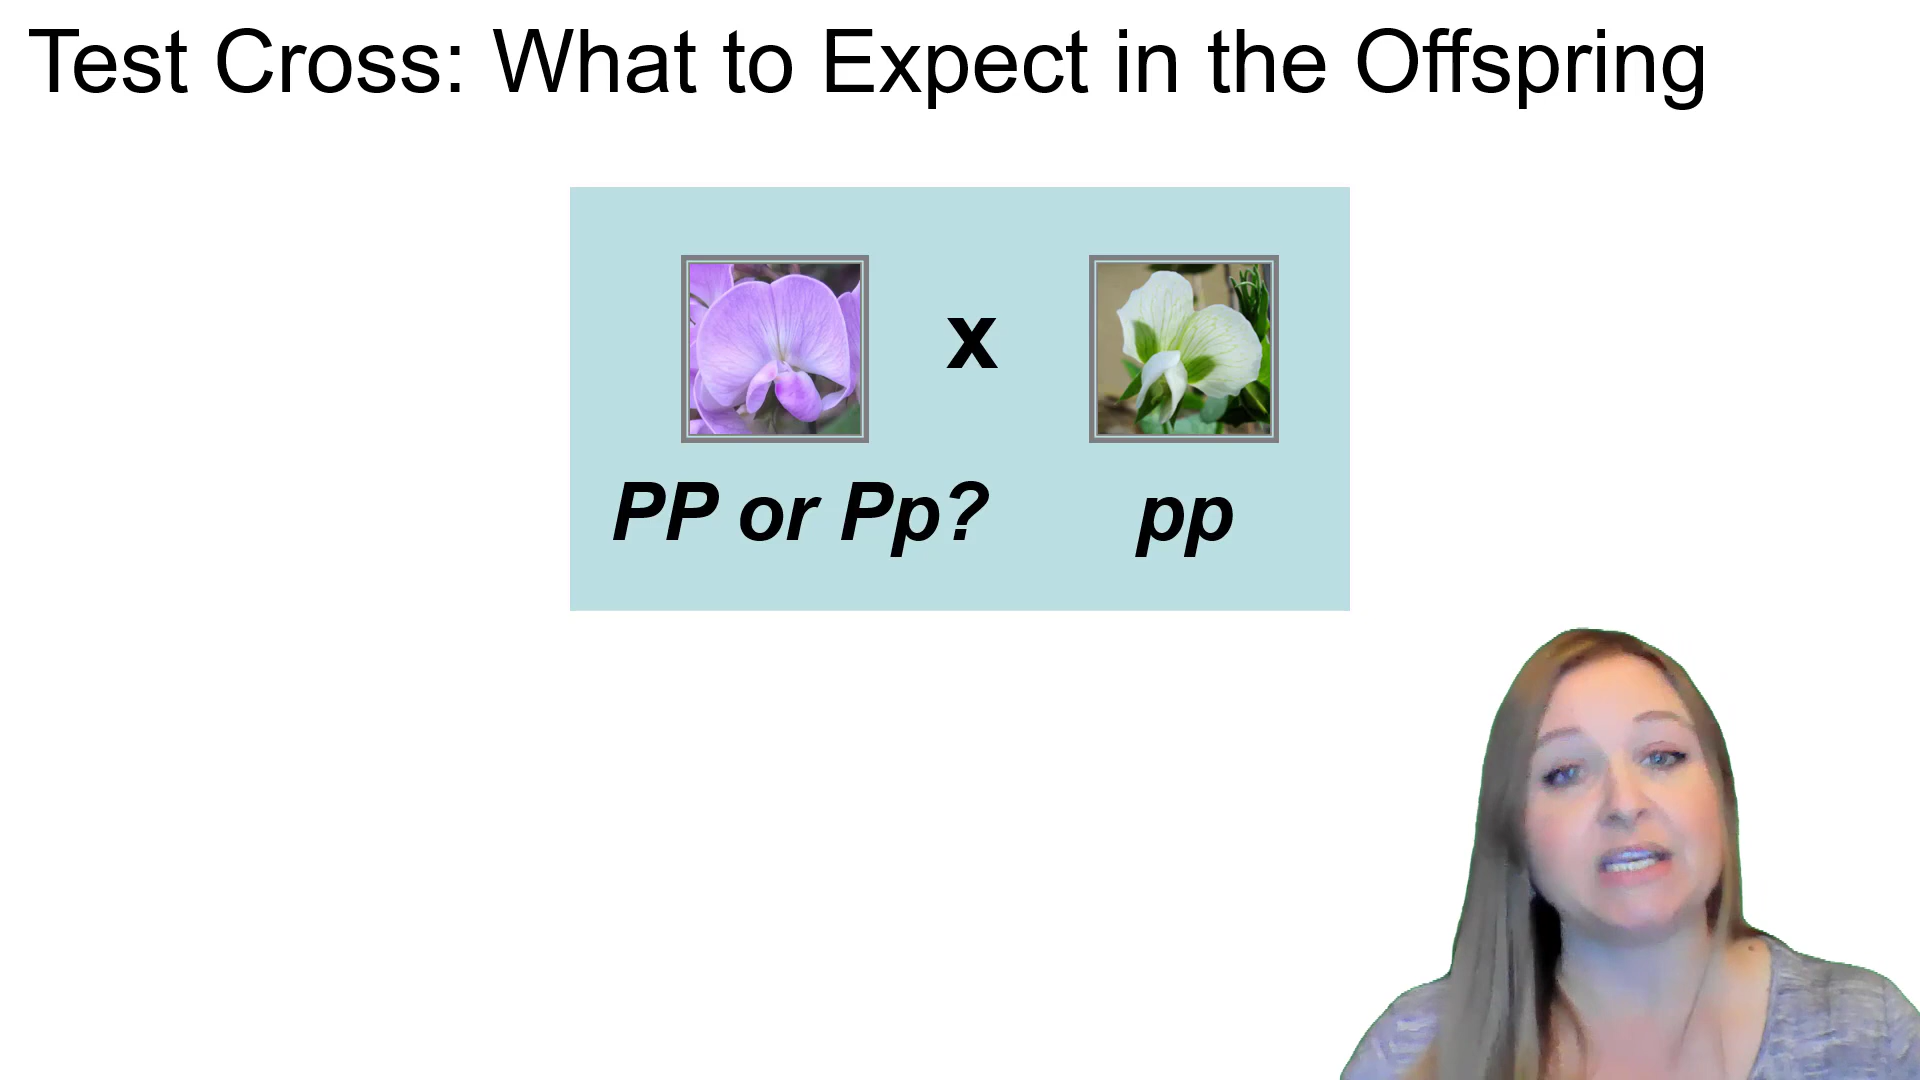 Test Cross: What to Expect in the Offspring
x
PP or Pp? pp